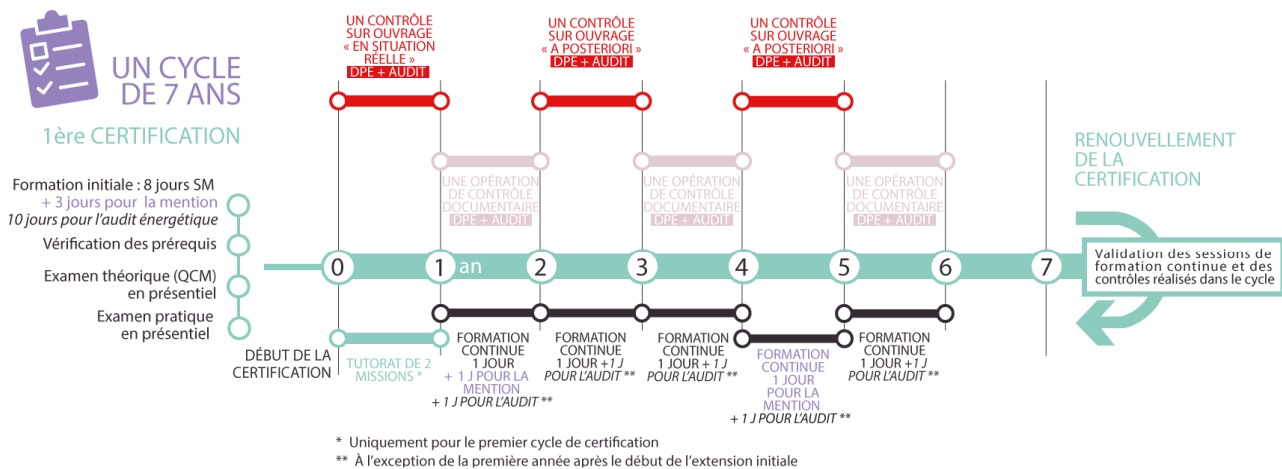 UN CYCLE
DE 7 ANS
1ère CERTIFICATION
Formation initiale : 8 jours SM
+ 3 jours pour la mention
10 jours pour l'audit énergétique
Vérification des prérequis
Examen théorique (QCM)
en présentiel
Examen pratique
en présentiel
UN CONTRÔLE
SUR OUVRAGE
« EN SITUATION
RÉELLE »
DPE + AUDIT
UN CONTRÔLE
SUR OUVRAGE
« A POSTERIORI »
DPE + AUDIT
UN CONTRÔLE
SUR OUVRAGE
« A POSTERIORI »
DPE + AUDIT
UNE OPÉRATION
DE CONTRÔLE
DOCUMENTAIRE
DPE + AUDIT
UNE OPÉRATION
DE CONTRÔLE
DOCUMENTAIRE
DPE + AUDIT
UNE OPÉRATION
DE CONTRÔLE
DOCUMENTAIRE
DPE + AUDIT
0 1 an 2 3 4 5 6 7
DÉBUT DE LA
CERTIFICATION
TUTORAT DE 2
MISSIONS *
FORMATION
CONTINUE
1 JOUR
+ 1 J POUR LA
MENTION
+ 1 J POUR L'AUDIT **
FORMATION
CONTINUE
1 JOUR +1 J
POUR L'AUDIT **
FORMATION
CONTINUE
1 JOUR + 1 J
POUR L'AUDIT **
FORMATION
CONTINUE
1 JOUR
POUR LA
MENTION
+ 1 J POUR L'AUDIT **
FORMATION
CONTINUE
1 JOUR +1 J
POUR L'AUDIT **
RENOUVELLEMENT
DE LA
CERTIFICATION
Validation des sessions de
formation continue et des
contrôles réalisés dans le cycle
* Uniquement pour le premier cycle de certification
** À l'exception de la première année après le début de l'extension initiale